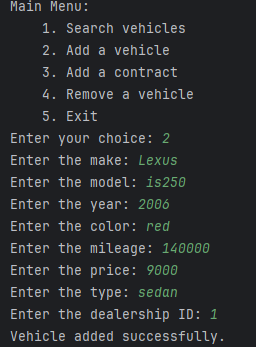 Main Menu:
1. Search vehicles
2. Add a vehicle
3. Add a contract
4. Remove a vehicle
5. Exit
Enter your choice: 2
Enter the make: Lexus
Enter the model: is250
Enter the year: 2006
Enter the color: red
Enter the mileage: 140000
Enter the price: 9000
Enter the type: sedan
Enter the dealership ID: 1
Vehicle added successfully.